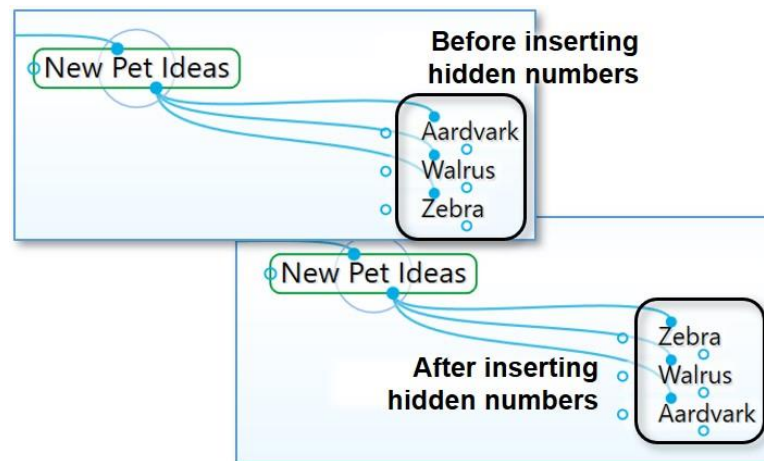 New Pet Ideas
Before inserting
hidden numbers
Aardvark
Walrus
Zebra
New Pet Ideas
After inserting
hidden numbers
Zebra
Walrus
Aardvark